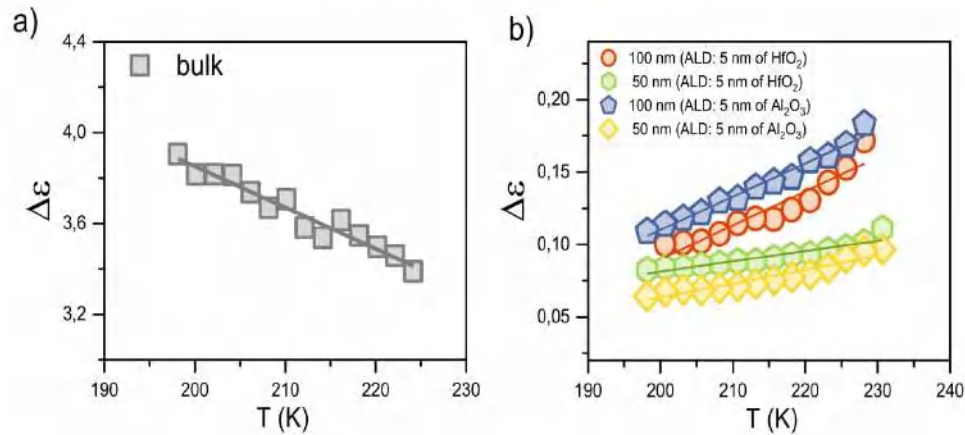 a)
4,4
4,0
3,6
3,2
Δε
bulk
190 200 210 220 230
T (K)
b)
100 nm (ALD: 5 nm of HfO₂)
50 nm (ALD: 5 nm of HfO₂)
100 nm (ALD: 5 nm of Al₂O₃)
50 nm (ALD: 5 nm of Al₂O₃)
0,20
0,15
0,10
0,05
Δε
190 200 210 220 230 240
T (K)